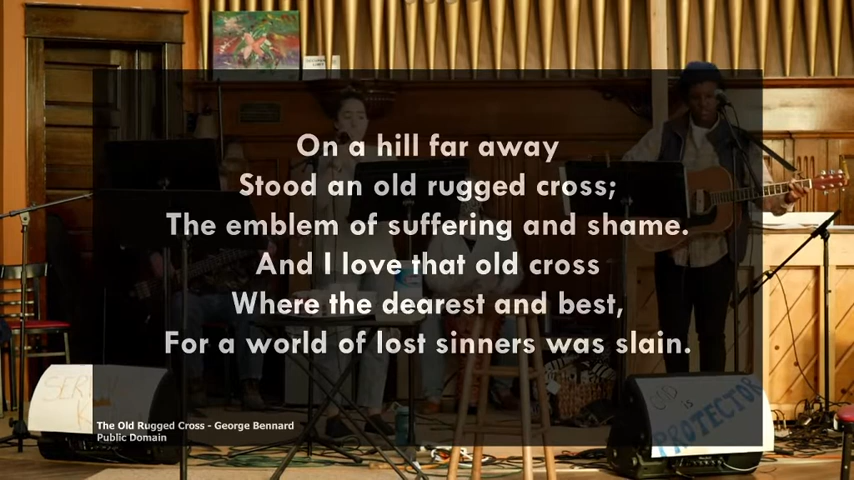 On a hill far away
Stood an old rugged cross;
The emblem of suffering and shame.
And I love that old cross
Where the dearest and best,
For a world of lost sinners was slain.
GOD
is
PROTECTOR
The Old Rugged Cross - George Bennard
Public Domain